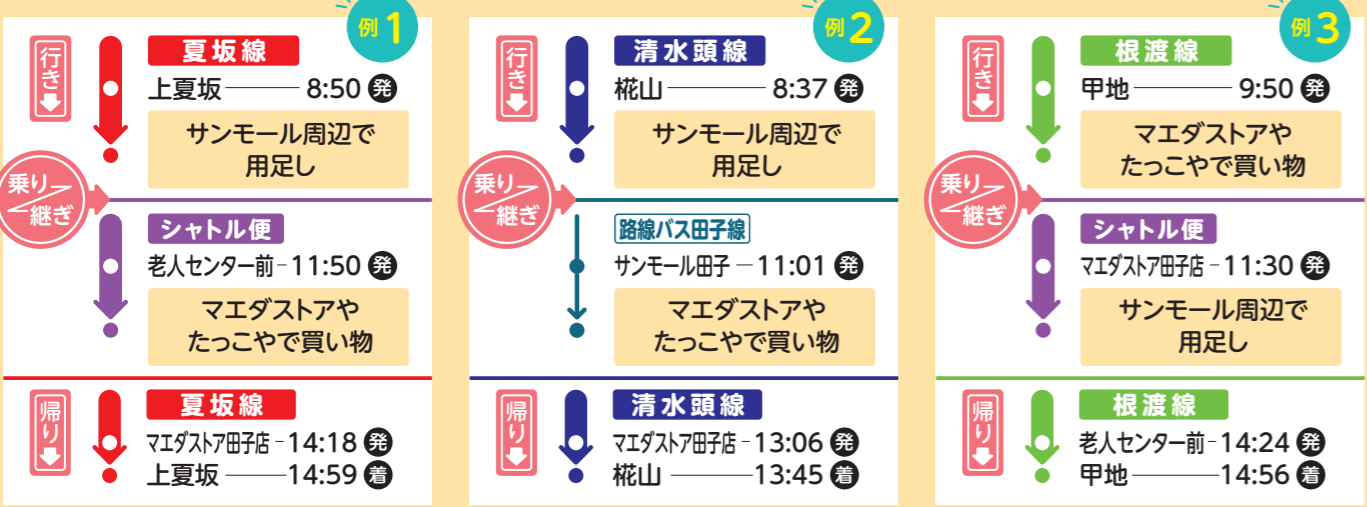 例1
行き
夏坂線
上夏坂 8:50 発
サンモール周辺で
用足し
乗り
継ぎ
シャトル便
老人センター前 11:50 発
マエダストアや
たっこやで買い物
帰り
夏坂線
マエダストア田子店 14:18 発
上夏坂 14:59 着
例2
行き
清水頭線
椛山 8:37 発
サンモール周辺で
用足し
乗り
継ぎ
路線バス田子線
サンモール田子 11:01 発
マエダストアや
たっこやで買い物
帰り
清水頭線
マエダストア田子店 13:06 発
椛山 13:45 着
例3
行き
根渡線
甲地 9:50 発
マエダストアや
たっこやで買い物
乗り
継ぎ
シャトル便
マエダストア田子店 11:30 発
サンモール周辺で
用足し
帰り
根渡線
老人センター前 14:24 発
甲地 14:56 着